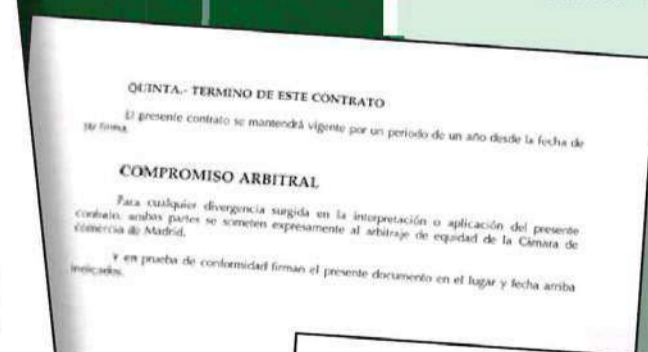 QUINTA.- TERMINO DE ESTE CONTRATO
El presente contrato se mantendrá vigente por un periodo de un año desde la fecha de
su firma.
COMPROMISO ARBITRAL
Para cualquier divergencia surgida en la interpretación o aplicación del presente
contrato, ambas partes se someten expresamente al arbitraje de equidad de la Cámara de
comercio de Madrid.
Y en prueba de conformidad firman el presente documento en el lugar y fecha arriba
indicados.